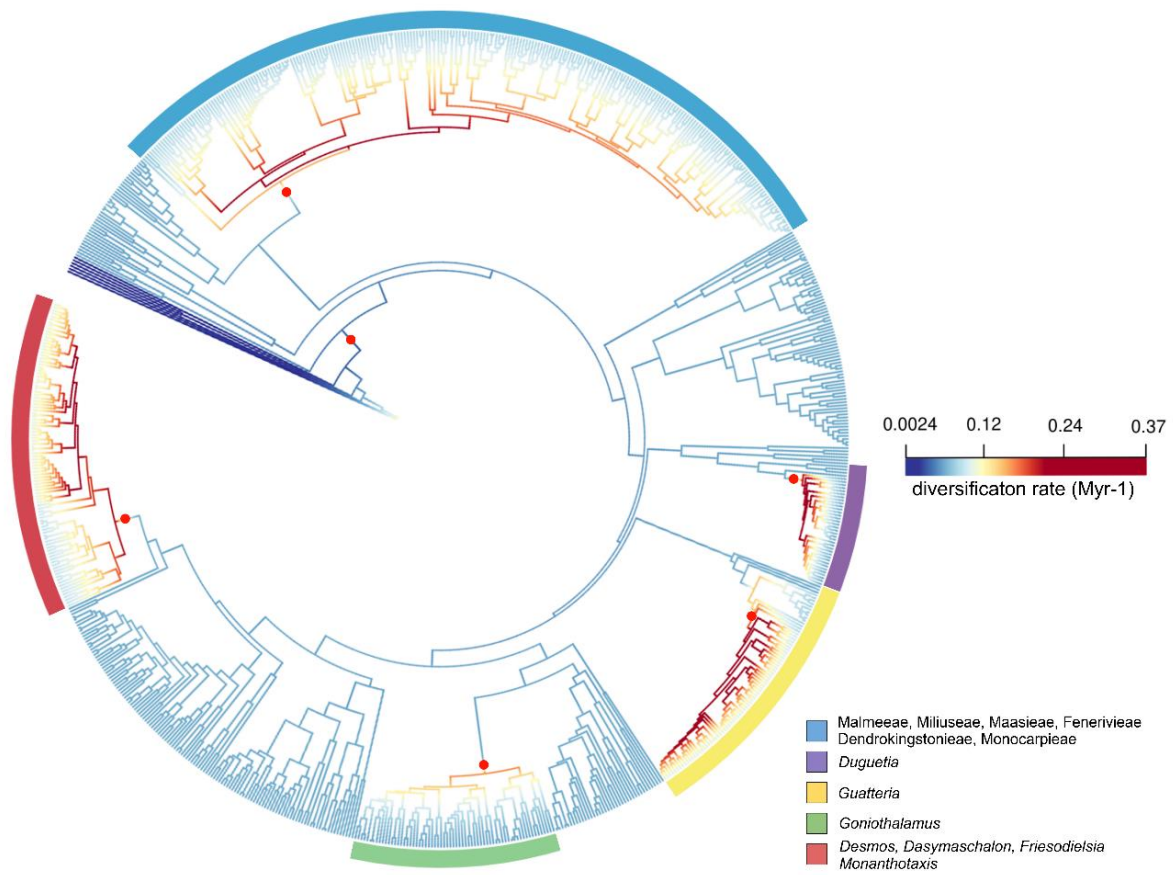 0.0024 0.12 0.24 0.37
diversificaton rate (Myr-1)
Malmeeae, Miliuseae, Maasieae, Fenerivieae
Dendrokingstonieae, Monocarpieae
Duguetia
Guatteria
Goniothalamus
Desmos, Dasymaschalon, Friesodielsia
Monanthotaxis